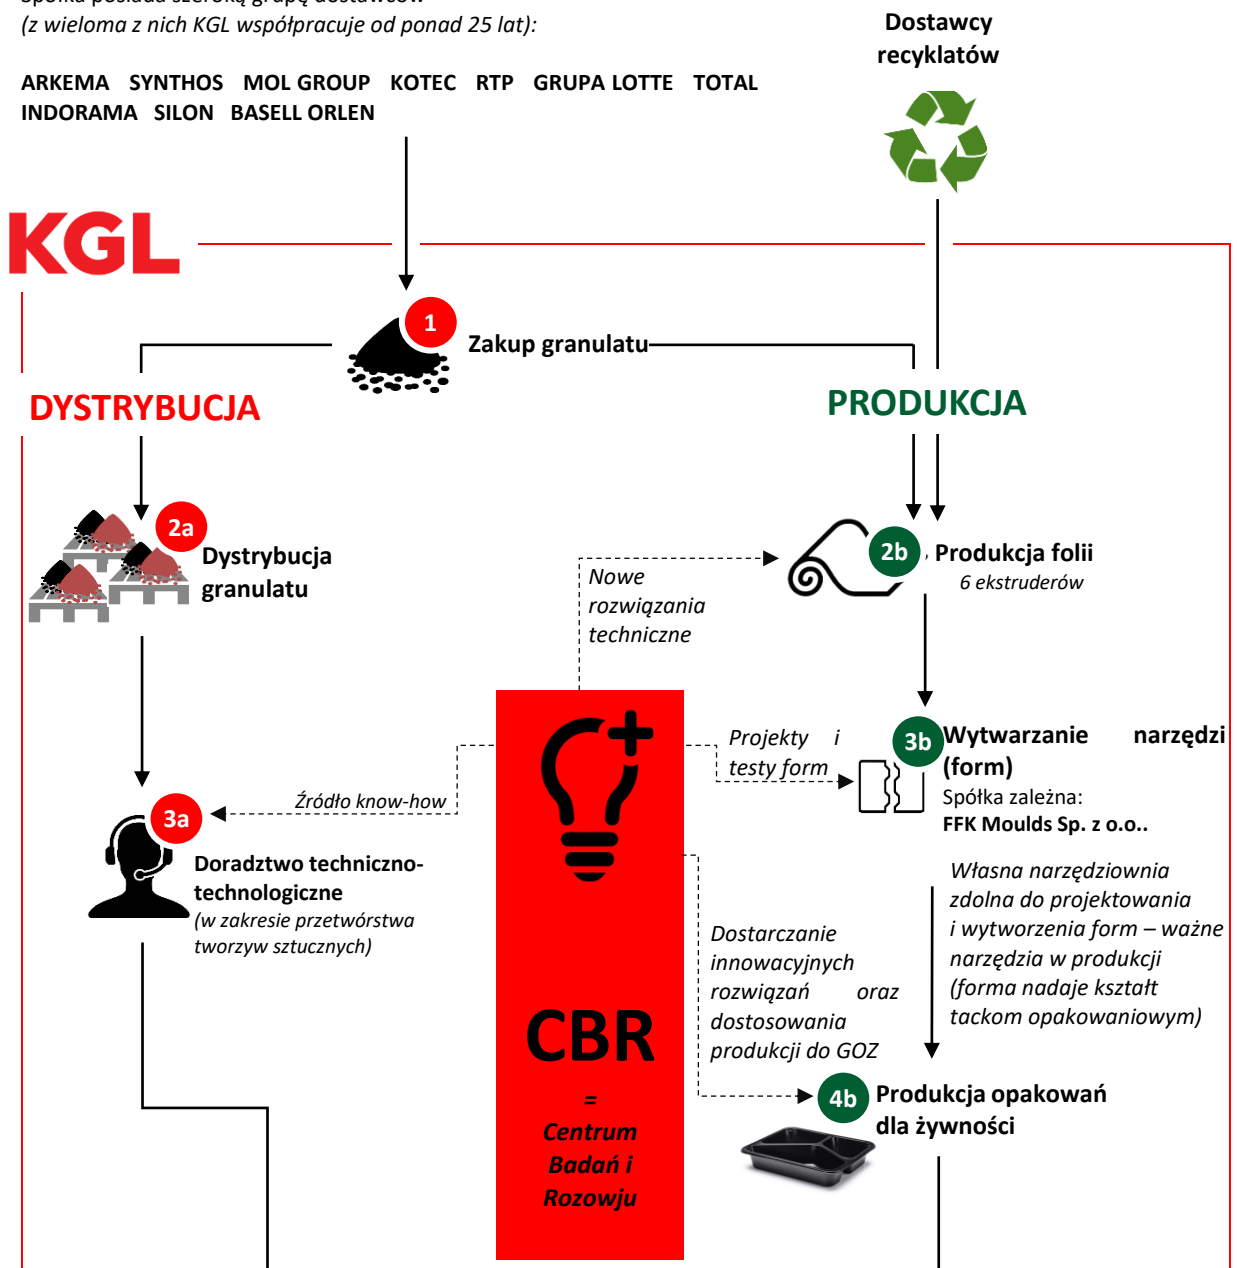 Spółka posiada szeroką grupę dostawców
(z wieloma z nich KGL współpracuje od ponad 25 lat):
ARKEMA SYNTHOS MOL GROUP KOTEC RTP GRUPA LOTTE TOTAL
INDORAMA SILON BASELL ORLEN
Dostawcy
recyklatów
KGL
1
Zakup granulatu
DYSTRYBUCJA
PRODUKCJA
2a
Dystrybucja
granulatu
2b
Produkcja folii
6 ekstruderów
Nowe
rozwiązania
techniczne
Projekty i
testy form
3b
Wytwarzanie narzędzi
(form)
Spółka zależna:
FFK Moulds Sp. z o.o..
Źródło know-how
3a
Doradztwo techniczno-
technologiczne
(w zakresie przetwórstwa
tworzyw sztucznych)
Własna narzędziownia
zdolna do projektowania
i wytworzenia form – ważne
narzędzia w produkcji
(forma nadaje kształt
tackom opakowaniowym)
Dostarczanie
innowacyjnych
rozwiązań oraz
dostosowania
produkcji do GOZ
CBR
=
Centrum
Badań i
Rozowju
4b
Produkcja opakowań
dla żywności